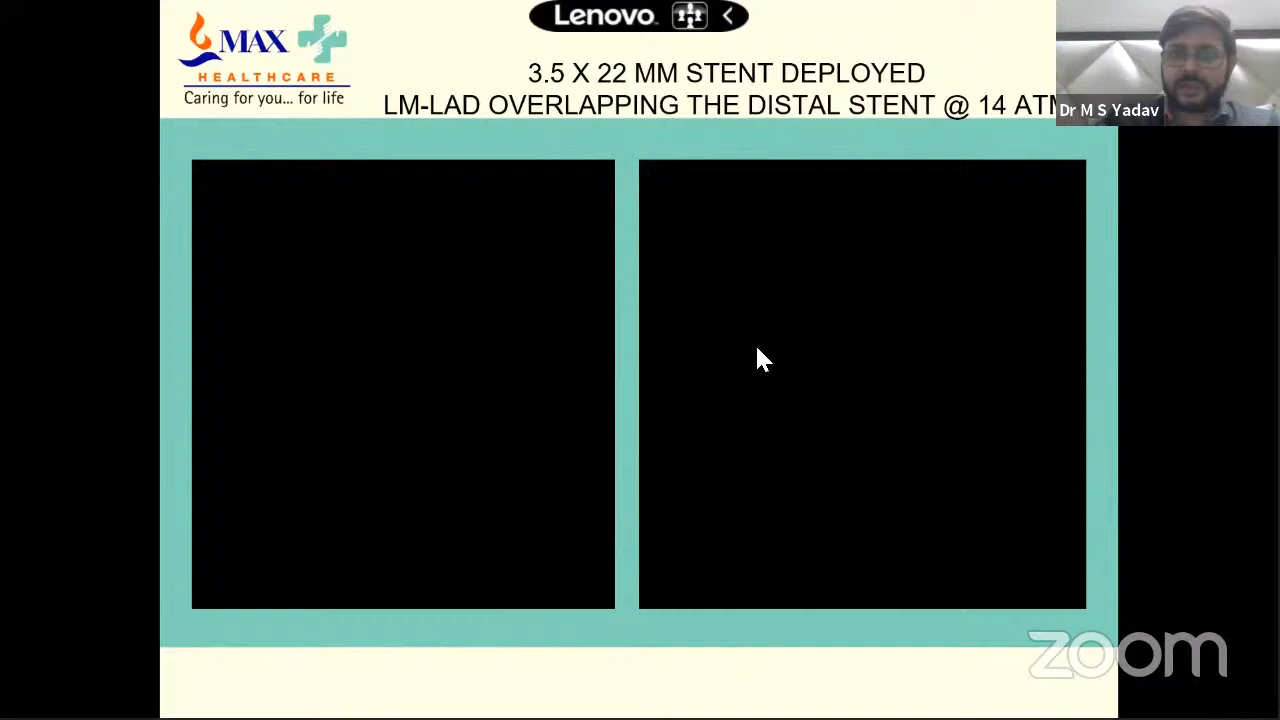 Lenovo
MAX
HEALTHCARE
Caring for you... for life
3.5 X 22 MM STENT DEPLOYED
LM-LAD OVERLAPPING THE DISTAL STENT @ 14 ATM
Dr M S Yadav
zoom